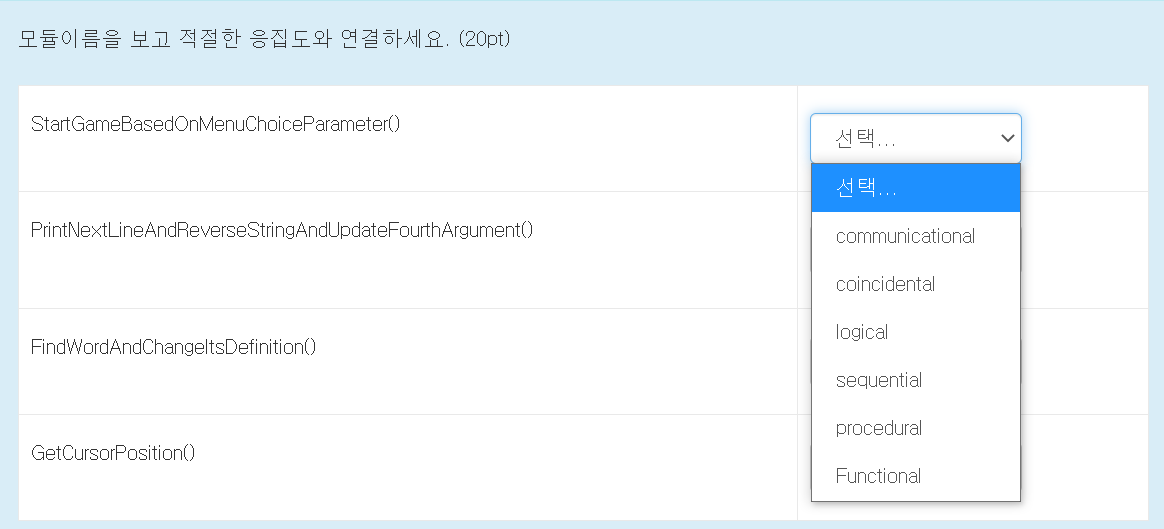 모듈이름을 보고 적절한 응집도와 연결하세요. (20pt)
StartGameBasedOnMenuChoiceParameter()
선택...
선택...
communicational
coincidental
logical
sequential
procedural
Functional
PrintNextLineAndReverseStringAndUpdateFourthArgument()
FindWordAndChangeItsDefinition()
GetCursorPosition()